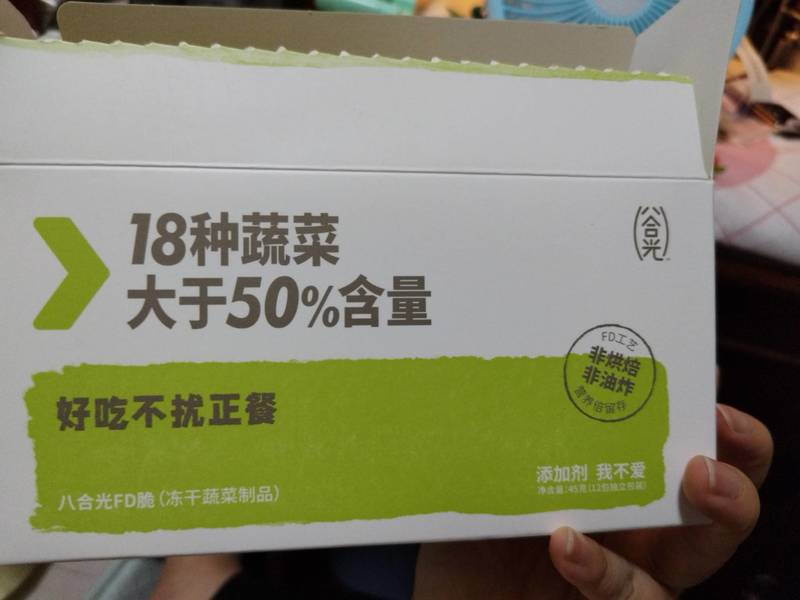 18种蔬菜
大于50%含量
八合光
FD工艺
非烘焙
非油炸
营养倍留存
好吃不扰正餐
添加剂 我不爱
净含量:45克(12包独立包装)
八合光FD脆(冻干蔬菜制品)